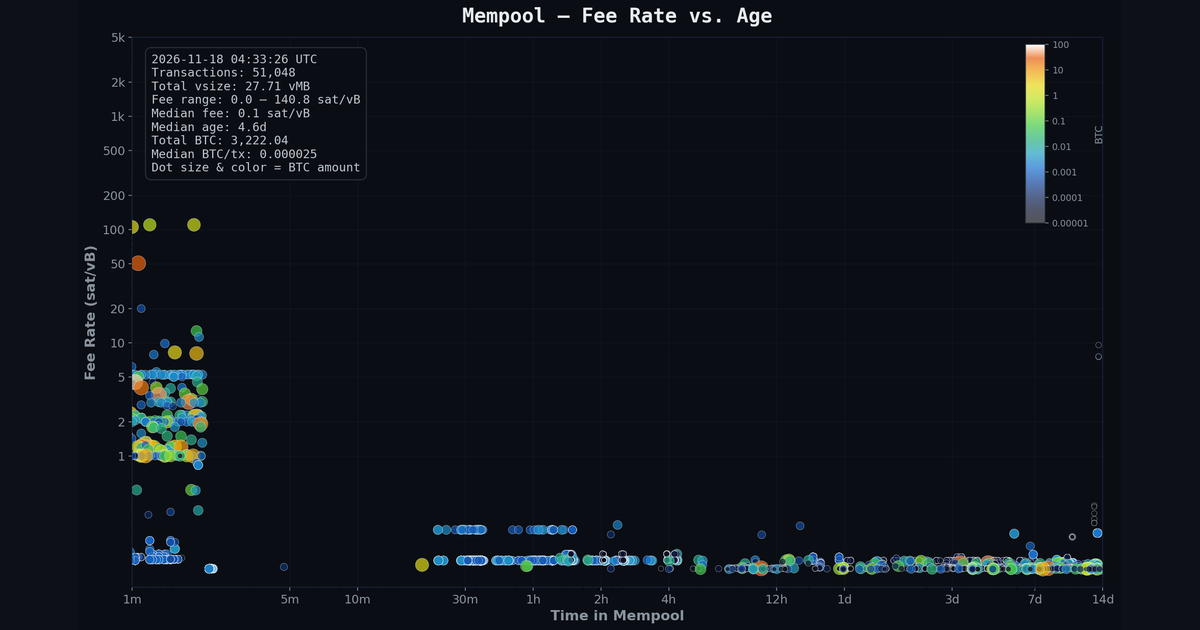 Mempool — Fee Rate vs. Age
2026-11-18 04:33:26 UTC
Transactions: 51,048
Total vsize: 27.71 vMB
Fee range: 0.0 – 140.8 sat/vB
Median fee: 0.1 sat/vB
Median age: 4.6d
Total BTC: 3,222.04
Median BTC/tx: 0.000025
Dot size & color = BTC amount
5k
2k
1k
500
200
100
50
20
10
5
2
1
Fee Rate (sat/vB)
100
10
1
0.1
0.01
0.001
0.0001
0.00001
BTC
1m
5m
10m
30m
1h
2h
4h
12h
1d
3d
7d
14d
Time in Mempool